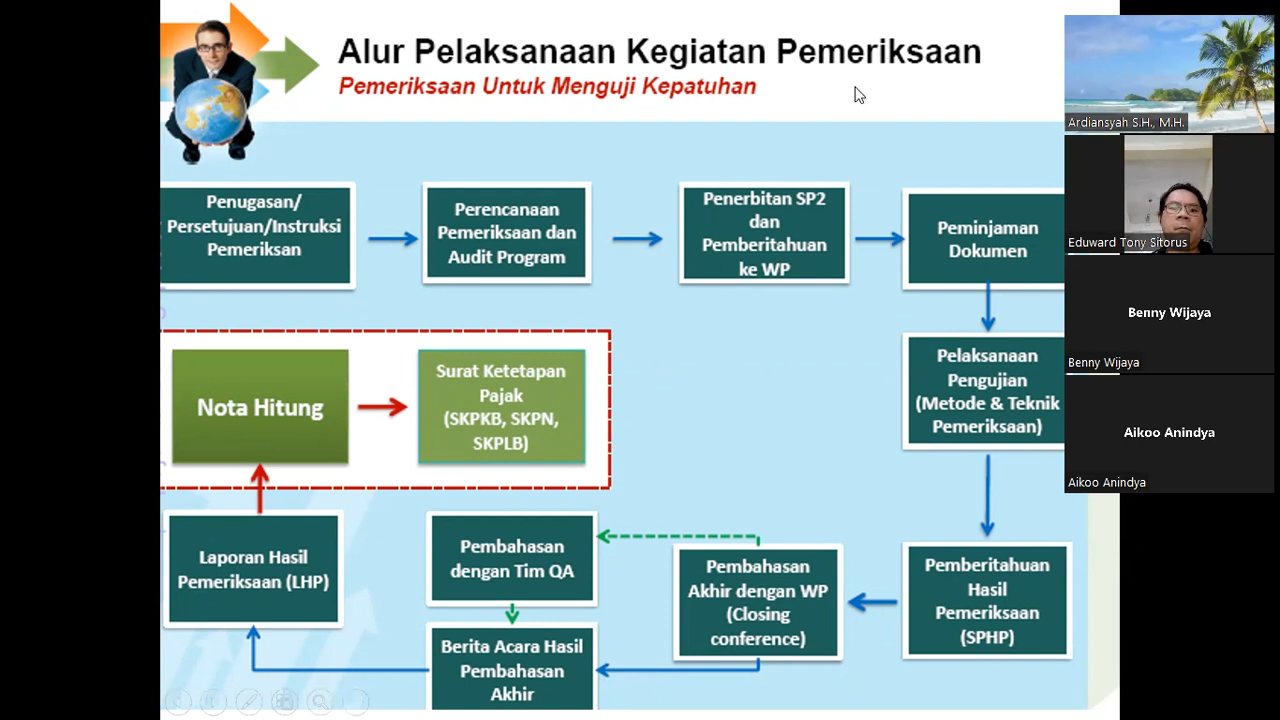 Alur Pelaksanaan Kegiatan Pemeriksaan
Pemeriksaan Untuk Menguji Kepatuhan
Penugasan/
Persetujuan/Instruksi
Pemeriksan
Perencanaan
Pemeriksaan dan
Audit Program
Penerbitan SP2
dan
Pemberitahuan
ke WP
Peminjaman
Dokumen
Pelaksanaan
Pengujian
(Metode & Teknik
Pemeriksaan)
Pemberitahuan
Hasil
Pemeriksaan
(SPHP)
Pembahasan
Akhir dengan WP
(Closing
conference)
Pembahasan
dengan Tim QA
Berita Acara Hasil
Pembahasan
Akhir
Laporan Hasil
Pemeriksaan (LHP)
Nota Hitung
Surat Ketetapan
Pajak
(SKPKB, SKPN,
SKPLB)
Ardiansyah S.H., M.H.
Eduward Tony Sitorus
Benny Wijaya
Benny Wijaya
Aikoo Anindya
Aikoo Anindya